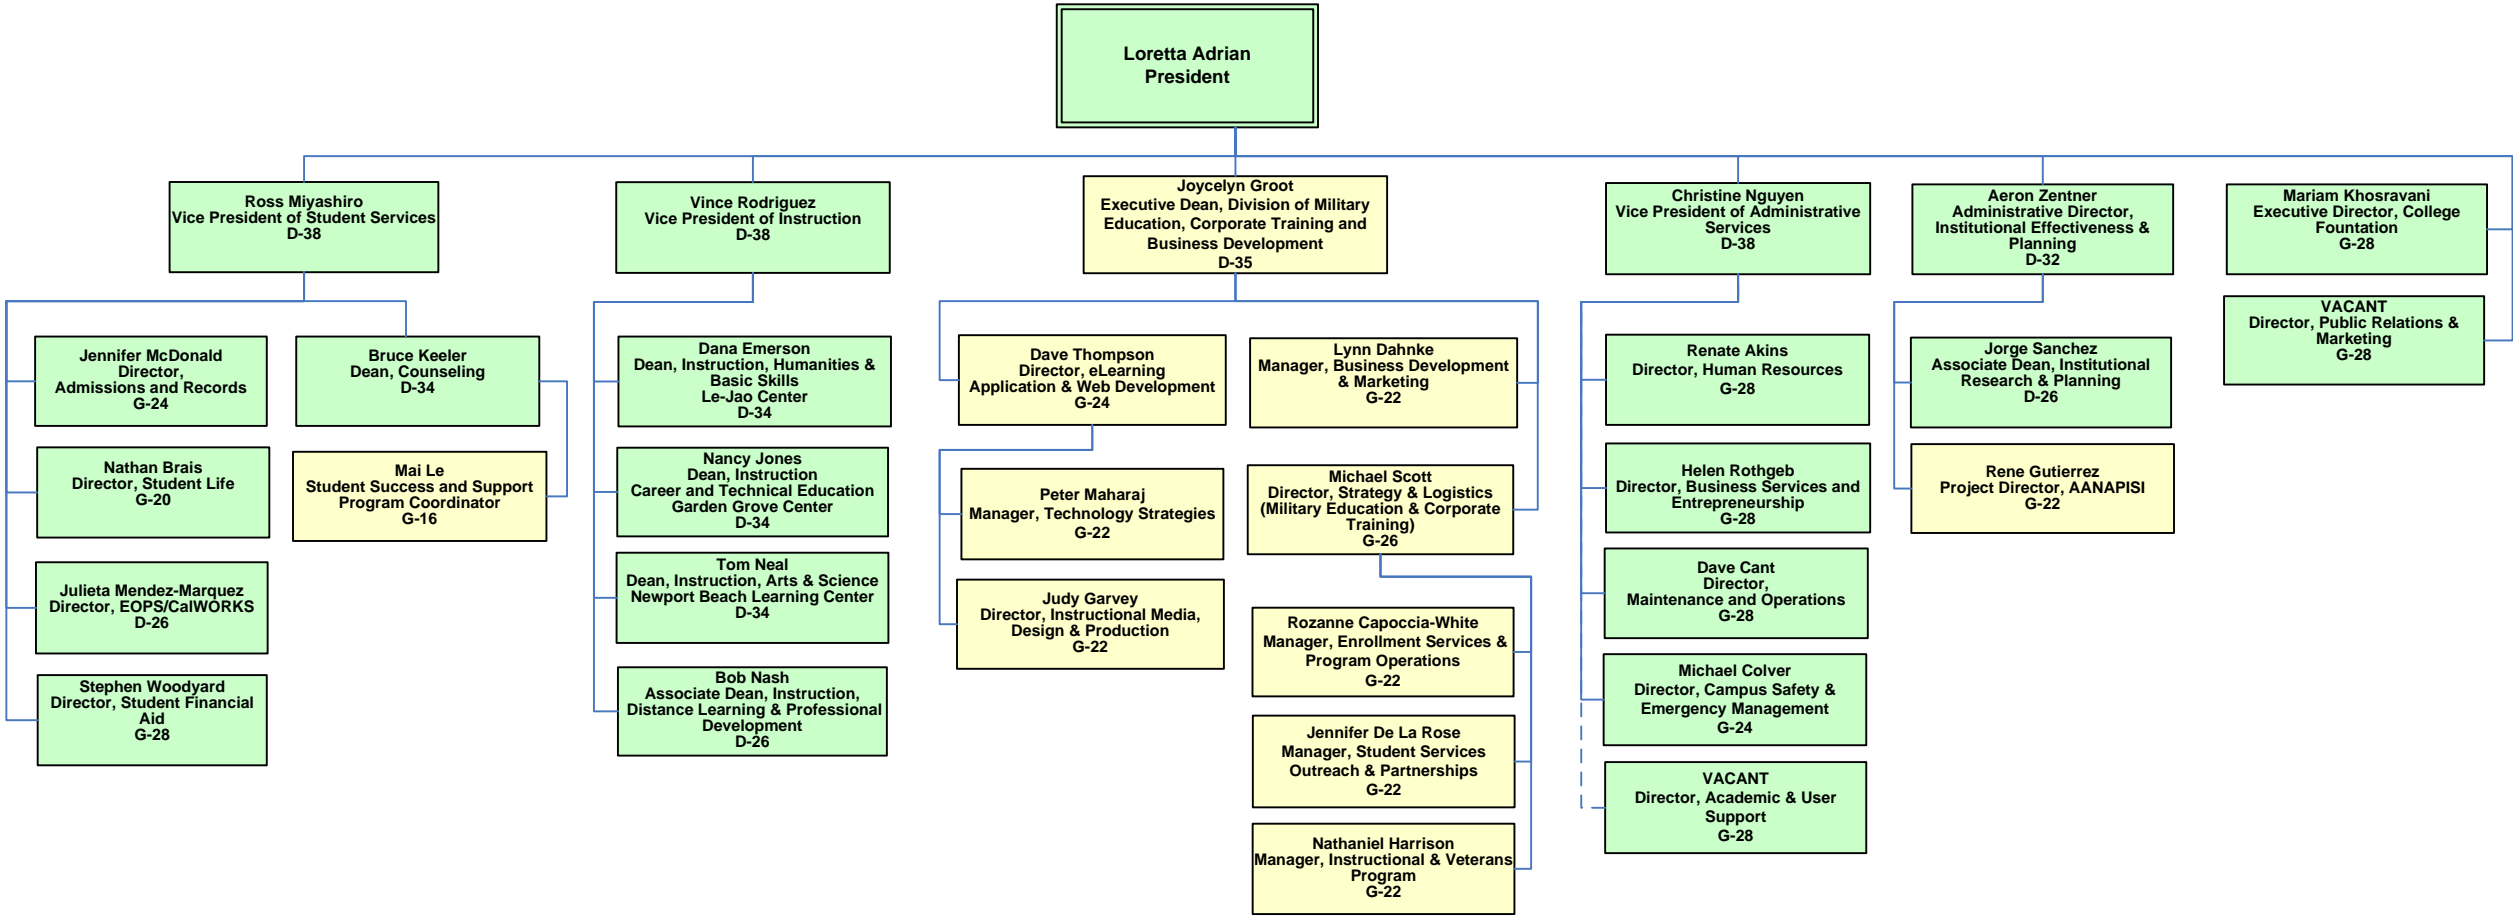 Loretta Adrian
President
Ross Miyashiro
Vice President of Student Services
D-38
Vince Rodriguez
Vice President of Instruction
D-38
Joycelyn Groot
Executive Dean, Division of Military
Education, Corporate Training and
Business Development
D-35
Christine Nguyen
Vice President of Administrative
Services
D-38
Aeron Zentner
Administrative Director,
Institutional Effectiveness &
Planning
D-32
Mariam Khosravani
Executive Director, College
Foundation
G-28
VACANT
Director, Public Relations &
Marketing
G-28
Jennifer McDonald
Director,
Admissions and Records
G-24
Nathan Brais
Director, Student Life
G-20
Julieta Mendez-Marquez
Director, EOPS/CalWORKS
D-26
Stephen Woodyard
Director, Student Financial
Aid
G-28
Bruce Keeler
Dean, Counseling
D-34
Mai Le
Student Success and Support
Program Coordinator
G-16
Dana Emerson
Dean, Instruction, Humanities &
Basic Skills
Le-Jao Center
D-34
Nancy Jones
Dean, Instruction
Career and Technical Education
Garden Grove Center
D-34
Tom Neal
Dean, Instruction, Arts & Science
Newport Beach Learning Center
D-34
Bob Nash
Associate Dean, Instruction,
Distance Learning & Professional
Development
D-26
Dave Thompson
Director, eLearning
Application & Web Development
G-24
Peter Maharaj
Manager, Technology Strategies
G-22
Judy Garvey
Director, Instructional Media,
Design & Production
G-22
Lynn Dahnke
Manager, Business Development
& Marketing
G-22
Michael Scott
Director, Strategy & Logistics
(Military Education & Corporate
Training)
G-26
Rozanne Capoccia-White
Manager, Enrollment Services &
Program Operations
G-22
Jennifer De La Rose
Manager, Student Services
Outreach & Partnerships
G-22
Nathaniel Harrison
Manager, Instructional & Veterans
Program
G-22
Renate Akins
Director, Human Resources
G-28
Helen Rothgeb
Director, Business Services and
Entrepreneurship
G-28
Dave Cant
Director,
Maintenance and Operations
G-28
Michael Colver
Director, Campus Safety &
Emergency Management
G-24
VACANT
Director, Academic & User
Support
G-28
Jorge Sanchez
Associate Dean, Institutional
Research & Planning
D-26
Rene Gutierrez
Project Director, AANAPISI
G-22